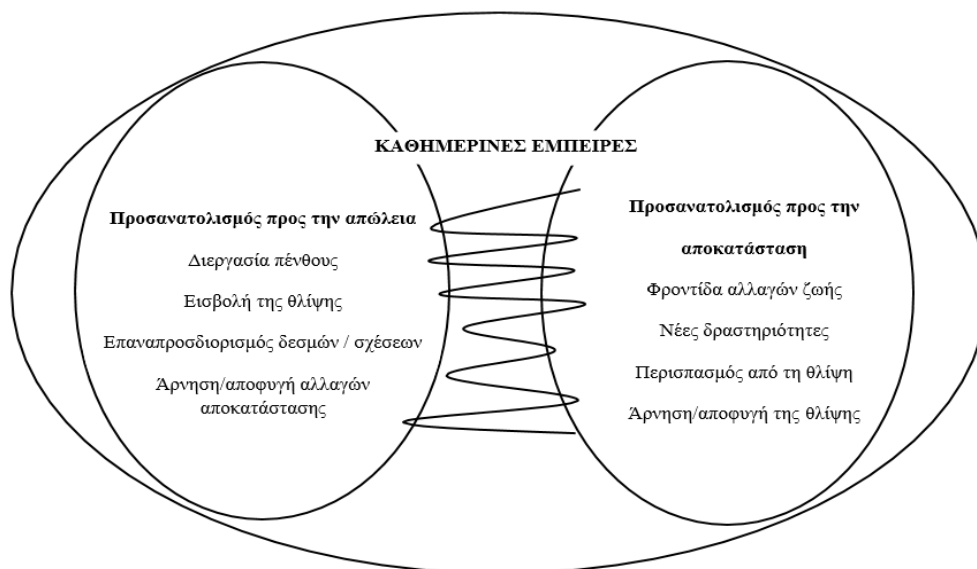 ΚΑΘΗΜΕΡΙΝΕΣ ΕΜΠΕΙΡΕΣ
Προσανατολισμός προς την απώλεια
Διεργασία πένθους
Εισβολή της θλίψης
Επαναπροσδιορισμός δεσμών / σχέσεων
Άρνηση/αποφυγή αλλαγών
αποκατάστασης
Προσανατολισμός προς την
αποκατάσταση
Φροντίδα αλλαγών ζωής
Νέες δραστηριότητες
Περισπασμός από τη θλίψη
Άρνηση/αποφυγή της θλίψης